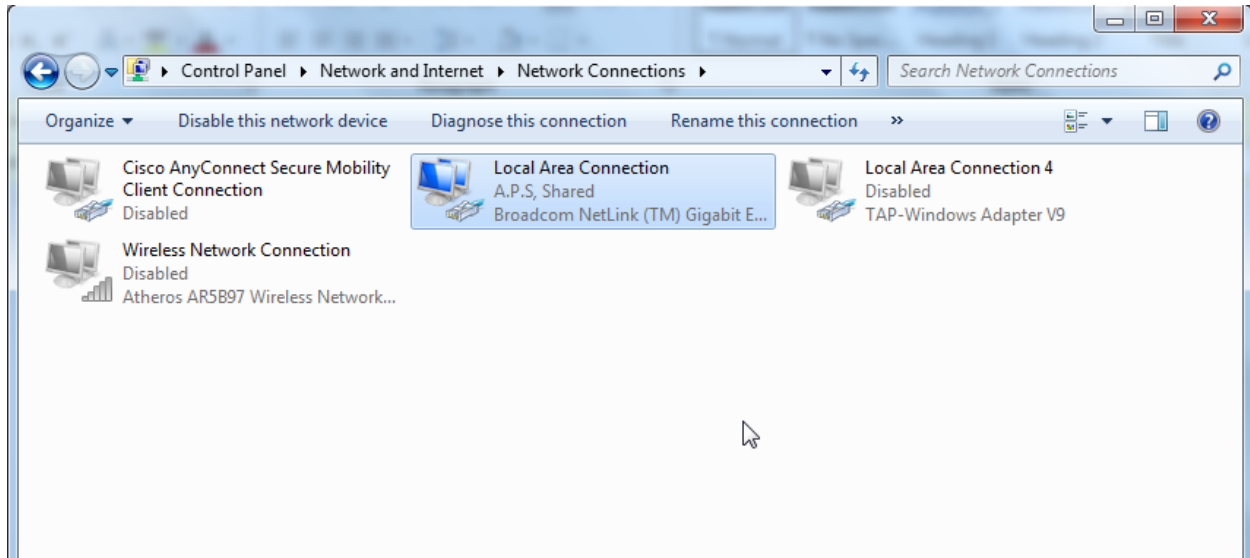 Control Panel Network and Internet Network Connections
Search Network Connections
Organize Disable this network device Diagnose this connection Rename this connection »
Cisco AnyConnect Secure Mobility
Client Connection
Disabled
Local Area Connection
A.P.S, Shared
Broadcom NetLink (TM) Gigabit E...
Local Area Connection 4
Disabled
TAP-Windows Adapter V9
Wireless Network Connection
Disabled
Atheros AR5B97 Wireless Network...